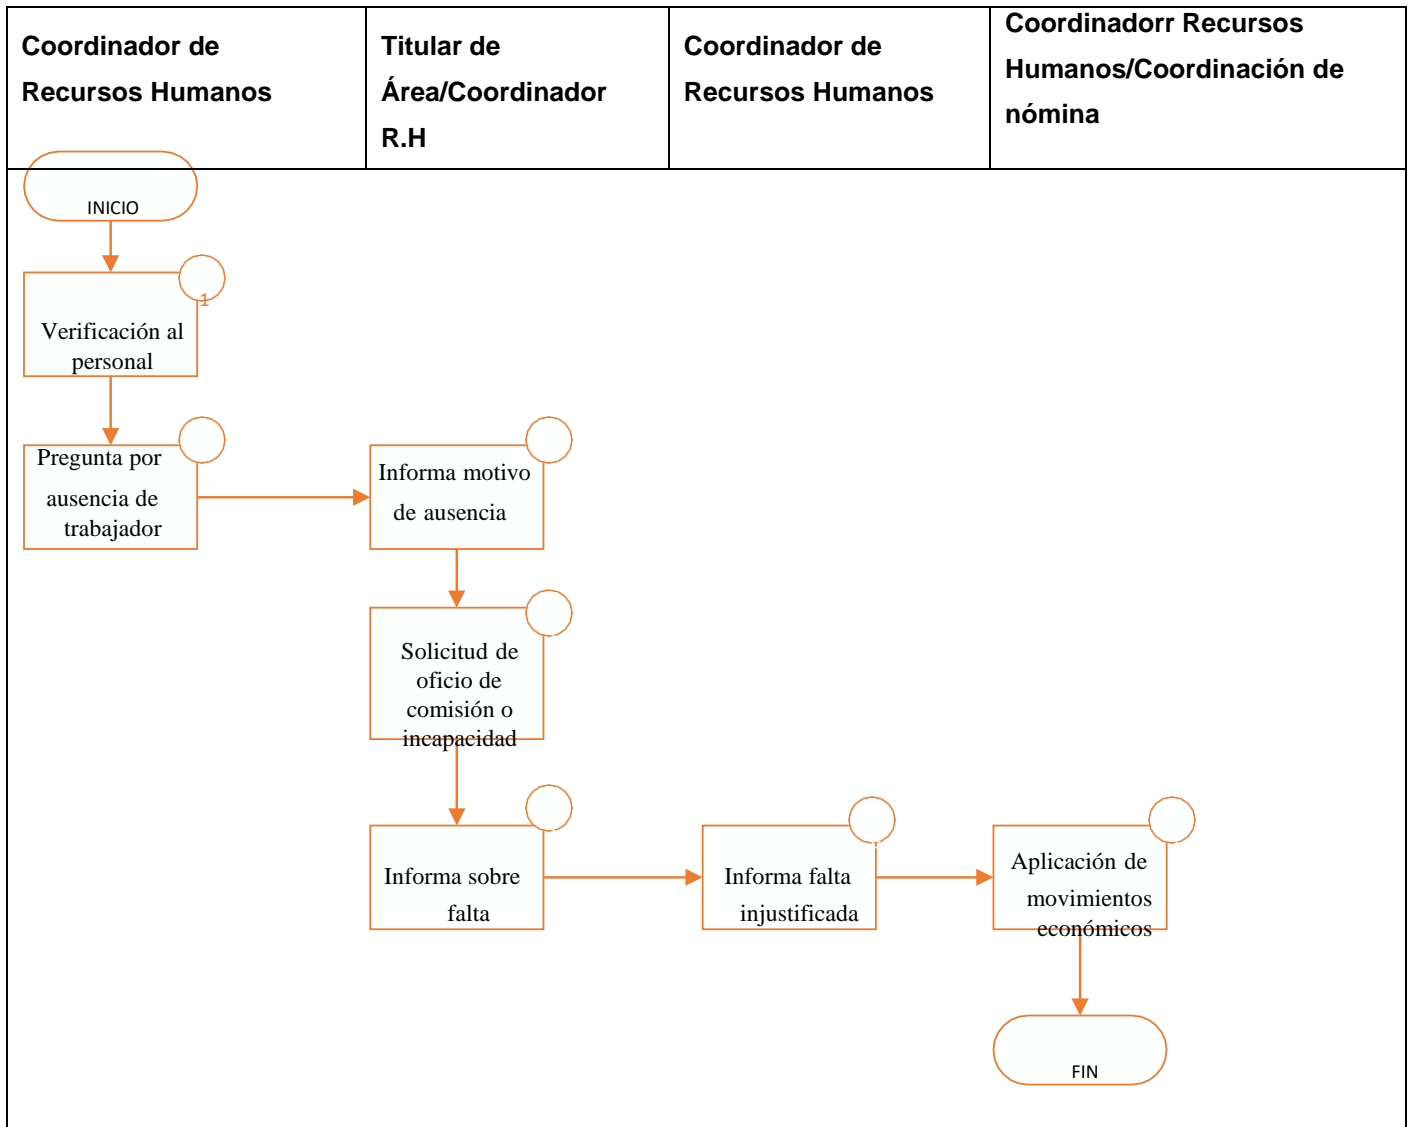 Coordinador de
Recursos Humanos
Titular de
Área/Coordinador
R.H
Coordinador de
Recursos Humanos
Coordinadorr Recursos
Humanos/Coordinación de
nómina
INICIO
1
Verificación al
personal
Pregunta por
ausencia de
trabajador
Informa motivo
de ausencia
Solicitud de
oficio de
comisión o
incapacidad
Informa sobre
falta
Informa falta
injustificada
Aplicación de
movimientos
económicos
FIN